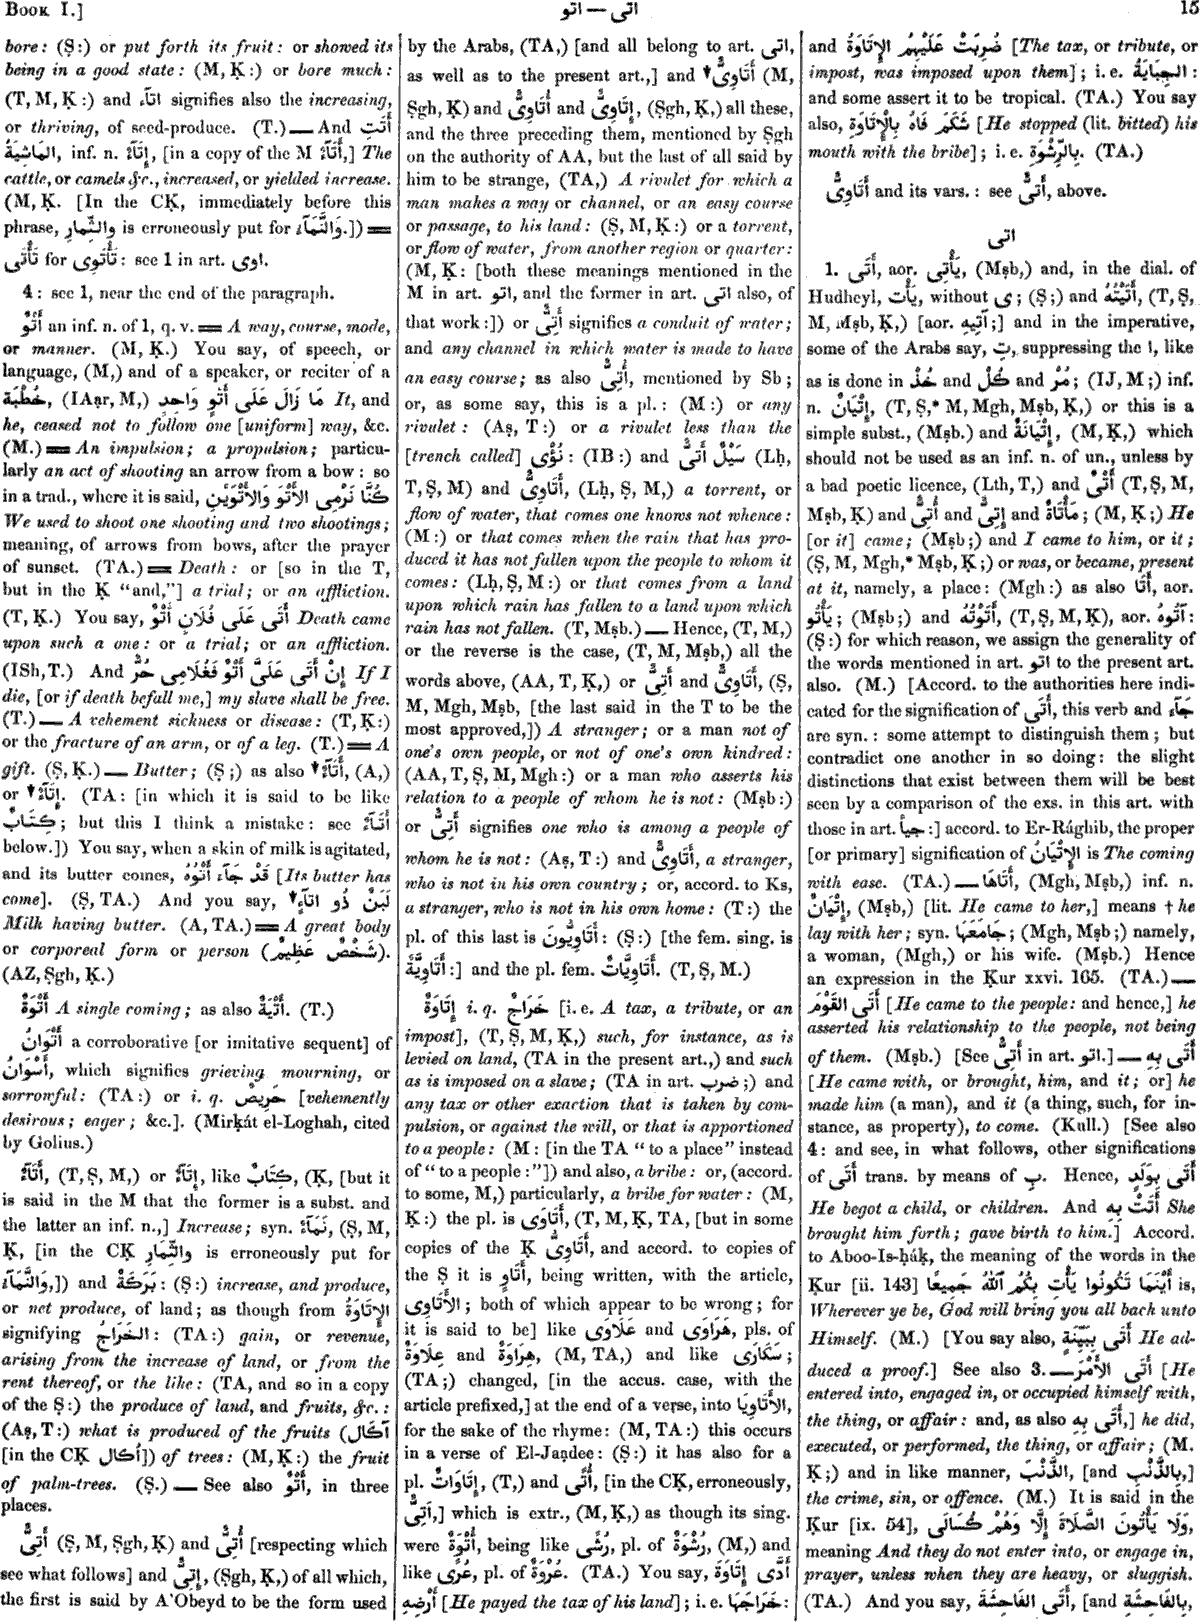 Book I.]
اتو — اتى
15
bore: (Ṣ:) or put forth its fruit: or showed its
being in a good state: (M, Ḳ:) or bore much:
(T, M, Ḳ:) and اتآء signifies also the increasing,
or thriving, of seed-produce. (T.) — And أَتَتِ
المَاشِيَةُ, inf. n. إِتَآءٌ, [in a copy of the M أَتَآءٌ,] The
cattle, or camels &c., increased, or yielded increase.
(M, Ḳ. [In the CḲ, immediately before this
phrase, والثِّمارِ is erroneously put for وَالنَّمَآءِ.]) ═
تَأَتَّى for تَأَتْوِى: see 1 in art. اوى.
4: see 1, near the end of the paragraph.
أَتْوٌ an inf. n. of 1, q. v. ═ A way, course, mode,
or manner. (M, Ḳ.) You say, of speech, or
language, (M,) and of a speaker, or reciter of a
خُطْبَة, (IAạr, M,) مَا زَالَ عَلَى أَتْوٍ وَاحِدٍ It, and
he, ceased not to follow one [uniform] way, &c.
(M.) ═ An impulsion; a propulsion; particu-
larly an act of shooting an arrow from a bow: so
in a trad., where it is said, كُنَّا نَرْمِى الأَتْوَ وَالأَتْوَيْنِ
We used to shoot one shooting and two shootings;
meaning, of arrows from bows, after the prayer
of sunset. (TA.) ═ Death: or [so in the T,
but in the Ḳ "and,"] a trial; or an affliction.
(T, Ḳ.) You say, أَتَى عَلَى فُلَانٍ أَتْوٌ Death came
upon such a one: or a trial; or an affliction.
(ISh, T.) And إِنْ أَتَى عَلَىَّ أَتْوٌ فَغُلَامِى حُرٌّ If I
die, [or if death befall me,] my slave shall be free.
(T.) — A vehement sickness or disease: (T, Ḳ:)
or the fracture of an arm, or of a leg. (T.) ═ A
gift. (Ṣ, Ḳ.) — Butter; (Ṣ;) as also أَتَآءٌ, (A,)
or إِتَآءٌ. (TA: [in which it is said to be like
كِتَابٌ; but this I think a mistake: see أَتَآءٌ
below.]) You say, when a skin of milk is agitated,
and its butter comes, قَدْ جَآءَ أَتْوُهُ [Its butter has
come]. (Ṣ, TA.) And you say, لَبَنٌ ذُو اتآءٍ
Milk having butter. (A, TA.) ═ A great body
or corporeal form or person (شَخْصٌ عَظِيمٌ).
(AZ, Ṣgh, Ḳ.)
أَتْوَةٌ A single coming; as also أَتْيَةٌ. (T.)
أَتْوَانُ a corroborative [or imitative sequent] of
أَسْوَانُ, which signifies grieving, mourning, or
sorrowful: (TA:) or i. q. حَرِيصٌ [vehemently
desirous; eager; &c.]. (Mirḳát el-Loghah, cited
by Golius.)
أَتَآءٌ, (T, Ṣ, M,) or إِتَآءٌ, like كِتَابٌ, (Ḳ, [but it
is said in the M that the former is a subst. and
the latter an inf. n.,] Increase; syn. نَمَآءٌ, (Ṣ, M,
Ḳ, [in the CḲ والثِّمَارِ is erroneously put for
وَالنَّمَآءِ,]) and بَرَكَةٌ: (Ṣ:) increase, and produce,
or net produce, of land; as though from الإِتَاوَةُ
signifying الخَرَاجُ: (TA:) gain, or revenue,
arising from the increase of land, or from the
rent thereof, or the like: (TA, and so in a copy
of the Ṣ:) the produce of land, and fruits, &c.:
(Aṣ, T:) what is produced of the fruits (آكَال
[in the CḲ أُكَال]) of trees: (M, Ḳ:) the fruit
of palm-trees. (Ṣ.) — See also أَتْوٌ, in three
places.
أَتِىٌّ (Ṣ, M, Ṣgh, Ḳ) and أُتِىٌّ [respecting which
see what follows] and إِتِىٌّ, (Ṣgh, Ḳ,) of all which,
the first is said by A'Obeyd to be the form used
by the Arabs, (TA,) [and all belong to art. اتى,
as well as to the present art.,] and أَتَاوِىٌّ (M,
Ṣgh, Ḳ) and أُتَاوِىٌّ and إِتَاوِىٌّ, (Ṣgh, Ḳ,) all these,
and the three preceding them, mentioned by Ṣgh
on the authority of AA, but the last of all said by
him to be strange, (TA,) A rivulet for which a
man makes a way or channel, or an easy course
or passage, to his land: (Ṣ, M, Ḳ:) or a torrent,
or flow of water, from another region or quarter:
(M, Ḳ: [both these meanings mentioned in the
M in art. اتو, and the former in art. اتى also, of
that work:]) or أَتِىٌّ signifies a conduit of water;
and any channel in which water is made to have
an easy course; as also أُتِىٌّ, mentioned by Sb;
or, as some say, this is a pl.: (M:) or any
rivulet: (Aṣ, T:) or a rivulet less than the
[trench called] نُؤْى: (IB:) and سَيْلٌ أَتِىٌّ (Lḥ,
T, Ṣ, M) and أَتَاوِىٌّ, (Lḥ, Ṣ, M,) a torrent, or
flow of water, that comes one knows not whence:
(M:) or that comes when the rain that has pro-
duced it has not fallen upon the people to whom it
comes: (Lḥ, Ṣ, M:) or that comes from a land
upon which rain has fallen to a land upon which
rain has not fallen. (T, Mṣb.) — Hence, (T, M,)
or the reverse is the case, (T, M, Mṣb,) all the
words above, (AA, T, Ḳ,) or أَتِىٌّ and أَتَاوِىٌّ, (Ṣ,
M, Mgh, Mṣb, [the last said in the T to be the
most approved,]) A stranger; or a man not of
one's own people, or not of one's own kindred:
(AA, T, Ṣ, M, Mgh:) or a man who asserts his
relation to a people of whom he is not: (Mṣb:)
or أَتِىٌّ signifies one who is among a people of
whom he is not: (Aṣ, T:) and أَتَاوِىٌّ, a stranger,
who is not in his own country; or, accord. to Ks,
a stranger, who is not in his own home: (T:) the
pl. of this last is أَتَاوِيُّونَ: (Ṣ:) [the fem. sing. is
أَتَاوِيَّةٌ:] and the pl. fem. أَتَاوِيَّاتٌ. (T, Ṣ, M.)
إِتَاوَةٌ i. q. خَرَاجٌ [i. e. A tax, a tribute, or an
impost], (T, Ṣ, M, Ḳ,) such, for instance, as is
levied on land, (TA in the present art.,) and such
as is imposed on a slave; (TA in art. ضرب;) and
any tax or other exaction that is taken by com-
pulsion, or against the will, or that is apportioned
to a people: (M: [in the TA "to a place" instead
of "to a people:"]) and also, a bribe: or, (accord.
to some, M,) particularly, a bribe for water: (M,
Ḳ:) the pl. is أَتَاوَى, (T, M, Ḳ, TA, [but in some
copies of the Ḳ أَتَاوِىُّ, and accord. to copies of
the Ṣ it is أَتَاوٍ, being written, with the article,
الأَتَاوِى; both of which appear to be wrong; for
it is said to be] like عَلَاوَى and هَرَاوَى, pls. of
عِلَاوَةٌ and هِرَاوَةٌ, (M, TA,) and like سَكَارَى;
(TA;) changed, [in the accus. case, with the
article prefixed,] at the end of a verse, into الأَتَاوِيَا,
for the sake of the rhyme: (M, TA:) this occurs
in a verse of El-Jaạdee: (Ṣ:) it has also for a
pl. إِتَاوَاتٌ, (T,) and أُتًى, [in the CḲ, erroneously,
اَتِىٌّ,] which is extr., (M, Ḳ,) as though its sing.
were أُتْوَةٌ, being like رُشًى, pl. of رُشْوَةٌ, (M,) and
like عُرًى, pl. of عُرْوَةٌ. (TA.) You say, أَدَّى إِتَاوَةَ
أَرْضِهِ [He payed the tax of his land]; i. e. خَرَاجَهَا:
and ضُرِبَتْ عَلَيْهِمُ الإِتَاوَةُ [The tax, or tribute, or
impost, was imposed upon them]; i. e. الجِبَايَةُ:
and some assert it to be tropical. (TA.) You say
also, شَكَمَ فَاهُ بِالإِتَاوَةِ [He stopped (lit. bitted) his
mouth with the bribe]; i. e. بِالرِّشْوَةِ. (TA.)
أَتَاوِىٌّ and its vars.: see أَتِىٌّ, above.
اتى
1. أَتَى, aor. يَأْتِى, (Mṣb,) and, in the dial. of
Hudheyl, يَأْتِ, without ى; (Ṣ;) and أَتَيْتُهُ, (T, Ṣ,
M, Mṣb, Ḳ,) [aor. آتِيهِ;] and in the imperative,
some of the Arabs say, تِ, suppressing the ا, like
as is done in خُذْ and كُلْ and مُرْ; (IJ, M;) inf.
n. إِتْيَانٌ, (T, Ṣ,* M, Mgh, Mṣb, Ḳ,) or this is a
simple subst., (Mṣb.) and إِتْيَانَةٌ, (M, Ḳ,) which
should not be used as an inf. n. of un., unless by
a bad poetic licence, (Lth, T,) and أَتْىٌ (T, Ṣ, M,
Mṣb, Ḳ) and أُتِىٌّ and إِتِىٌّ and مَأْتَاةٌ; (M, Ḳ;) He
[or it] came; (Mṣb;) and I came to him, or it;
(Ṣ, M, Mgh,* Mṣb, Ḳ;) or was, or became, present
at it, namely, a place: (Mgh:) as also أَتَا, aor.
يَأْتُو; (Mṣb;) and أَتَوْتُهُ, (T, Ṣ, M, Ḳ), aor. آتُوهُ:
(Ṣ:) for which reason, we assign the generality of
the words mentioned in art. اتو to the present art.
also. (M.) [Accord. to the authorities here indi-
cated for the signification of أَتَى, this verb and جَآءَ
are syn.: some attempt to distinguish them; but
contradict one another in so doing: the slight
distinctions that exist between them will be best
seen by a comparison of the exs. in this art. with
those in art. جيأ:] accord. to Er-Rághib, the proper
[or primary] signification of الإِتْيَانُ is The coming
with ease. (TA.) — أَتَاهَا, (Mgh, Mṣb,) inf. n.
إِتْيَانٌ, (Mṣb,) [lit. He came to her,] means † he
lay with her; syn. جَامَعَهَا; (Mgh, Mṣb;) namely,
a woman, (Mgh,) or his wife. (Mṣb.) Hence
an expression in the Ḳur xxvi. 165. (TA.) —
أَتَى القَوْمَ [He came to the people: and hence,] he
asserted his relationship to the people, not being
of them. (Mṣb.) [See أَتِىٌّ in art. اتو.] — أَتَى بِهِ
[He came with, or brought, him, and it; or] he
made him (a man), and it (a thing, such, for in-
stance, as property), to come. (Kull.) [See also
4: and see, in what follows, other significations
of أَتَى trans. by means of بِ. Hence, أَتَى بِوَلَدٍ
He begot a child, or children. And أَتَتْ بِهِ She
brought him forth; gave birth to him.] Accord.
to Aboo-Is-ḥáḳ, the meaning of the words in the
Ḳur [ii. 143] أَيْنَمَا تَكُونُوا يَأْتِ بِكُمُ ٱللّٰهُ جَمِيعًا is,
Wherever ye be, God will bring you all back unto
Himself. (M.) [You say also, أَتَى بِبَيِّنَةٍ He ad-
duced a proof.] See also 3. — أَتَى الأَمْرَ [He
entered into, engaged in, or occupied himself with,
the thing, or affair: and, as also أَتَى بِهِ,] he did,
executed, or performed, the thing, or affair; (M.
Ḳ;) and in like manner, الذَّنْبَ, [and بِالذَّنْبِ,]
the crime, sin, or offence. (M.) It is said in the
Ḳur [ix. 54], وَلَا يَأْتُونَ الصَّلَاةَ إِلَّا وَهُمْ كُسَالَى,
meaning And they do not enter into, or engage in,
prayer, unless when they are heavy, or sluggish.
(TA.) And you say, أَتَى الفَاحِشَةَ, [and بِالفَاحِشَةِ,]